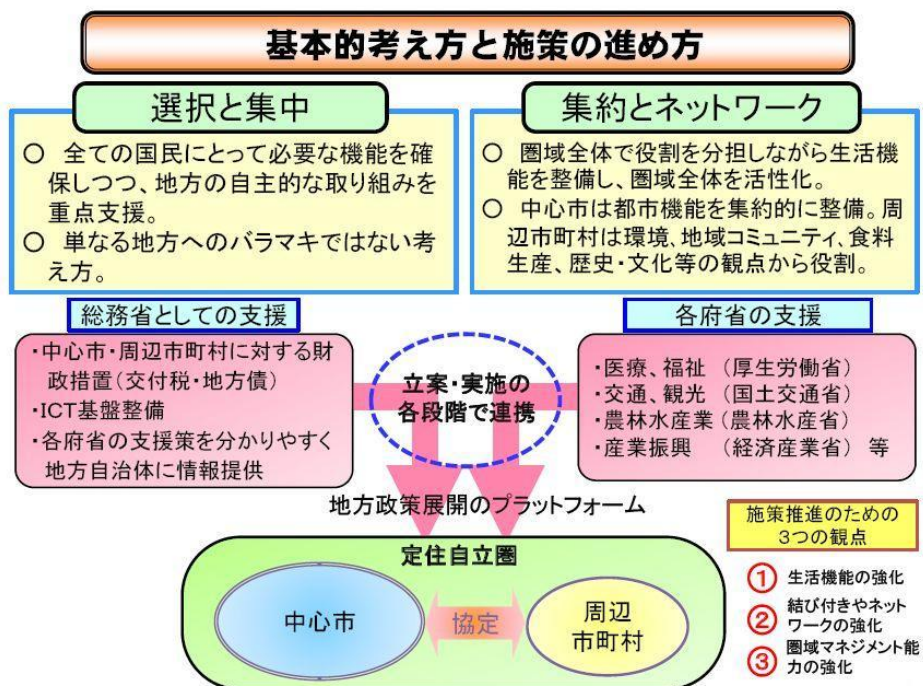 基本的考え方と施策の進め方
選択と集中
○ 全ての国民にとって必要な機能を確
保しつつ、地方の自主的な取り組みを
重点支援。
○ 単なる地方へのバラマキではない考
え方。
集約とネットワーク
○ 圏域全体で役割を分担しながら生活機
能を整備し、圏域全体を活性化。
○ 中心市は都市機能を集約的に整備。周
辺市町村は環境、地域コミュニティ、食料
生産、歴史・文化等の観点から役割。
総務省としての支援
・中心市・周辺市町村に対する財
政措置(交付税・地方債)
・ICT基盤整備
・各府省の支援策を分かりやすく
地方自治体に情報提供
立案・実施の
各段階で連携
各府省の支援
・医療、福祉 (厚生労働省)
・交通、観光 (国土交通省)
・農林水産業(農林水産省)
・産業振興 (経済産業省) 等
地方政策展開のプラットフォーム
定住自立圏
中心市
協定
周辺
市町村
施策推進のための
3つの観点
① 生活機能の強化
② 結び付きやネット
ワークの強化
③ 圏域マネジメント能
力の強化